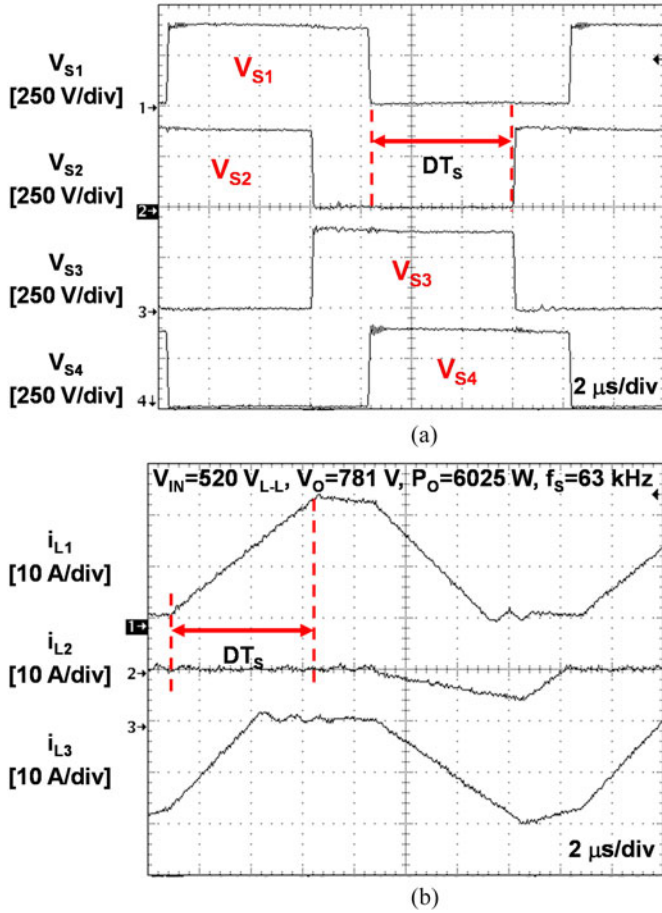 V_S1
[250 V/div]
V_S1
1
V_S2
[250 V/div]
V_S2
DT_S
2
V_S3
[250 V/div]
V_S3
3
V_S4
[250 V/div]
V_S4
4
2 μs/div
(a)
V_IN=520 V_L-L, V_O=781 V, P_O=6025 W, f_S=63 kHz
i_L1
[10 A/div]
1
i_L2
[10 A/div]
DT_S
2
i_L3
[10 A/div]
3
2 μs/div
(b)